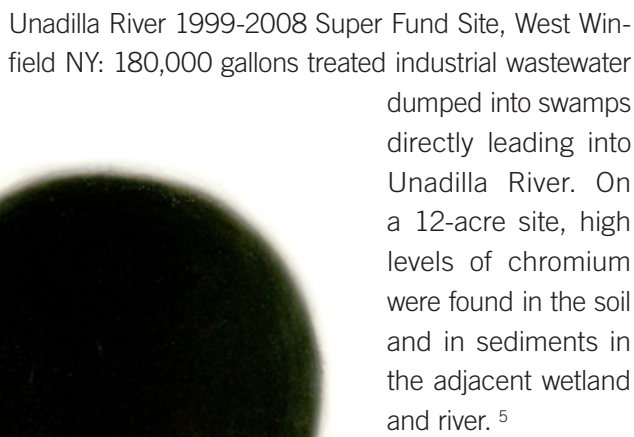 Unadilla River 1999-2008 Super Fund Site, West Win-
field NY: 180,000 gallons treated industrial wastewater
dumped into swamps
directly leading into
Unadilla River. On
a 12-acre site, high
levels of chromium
were found in the soil
and in sediments in
the adjacent wetland
and river. 5